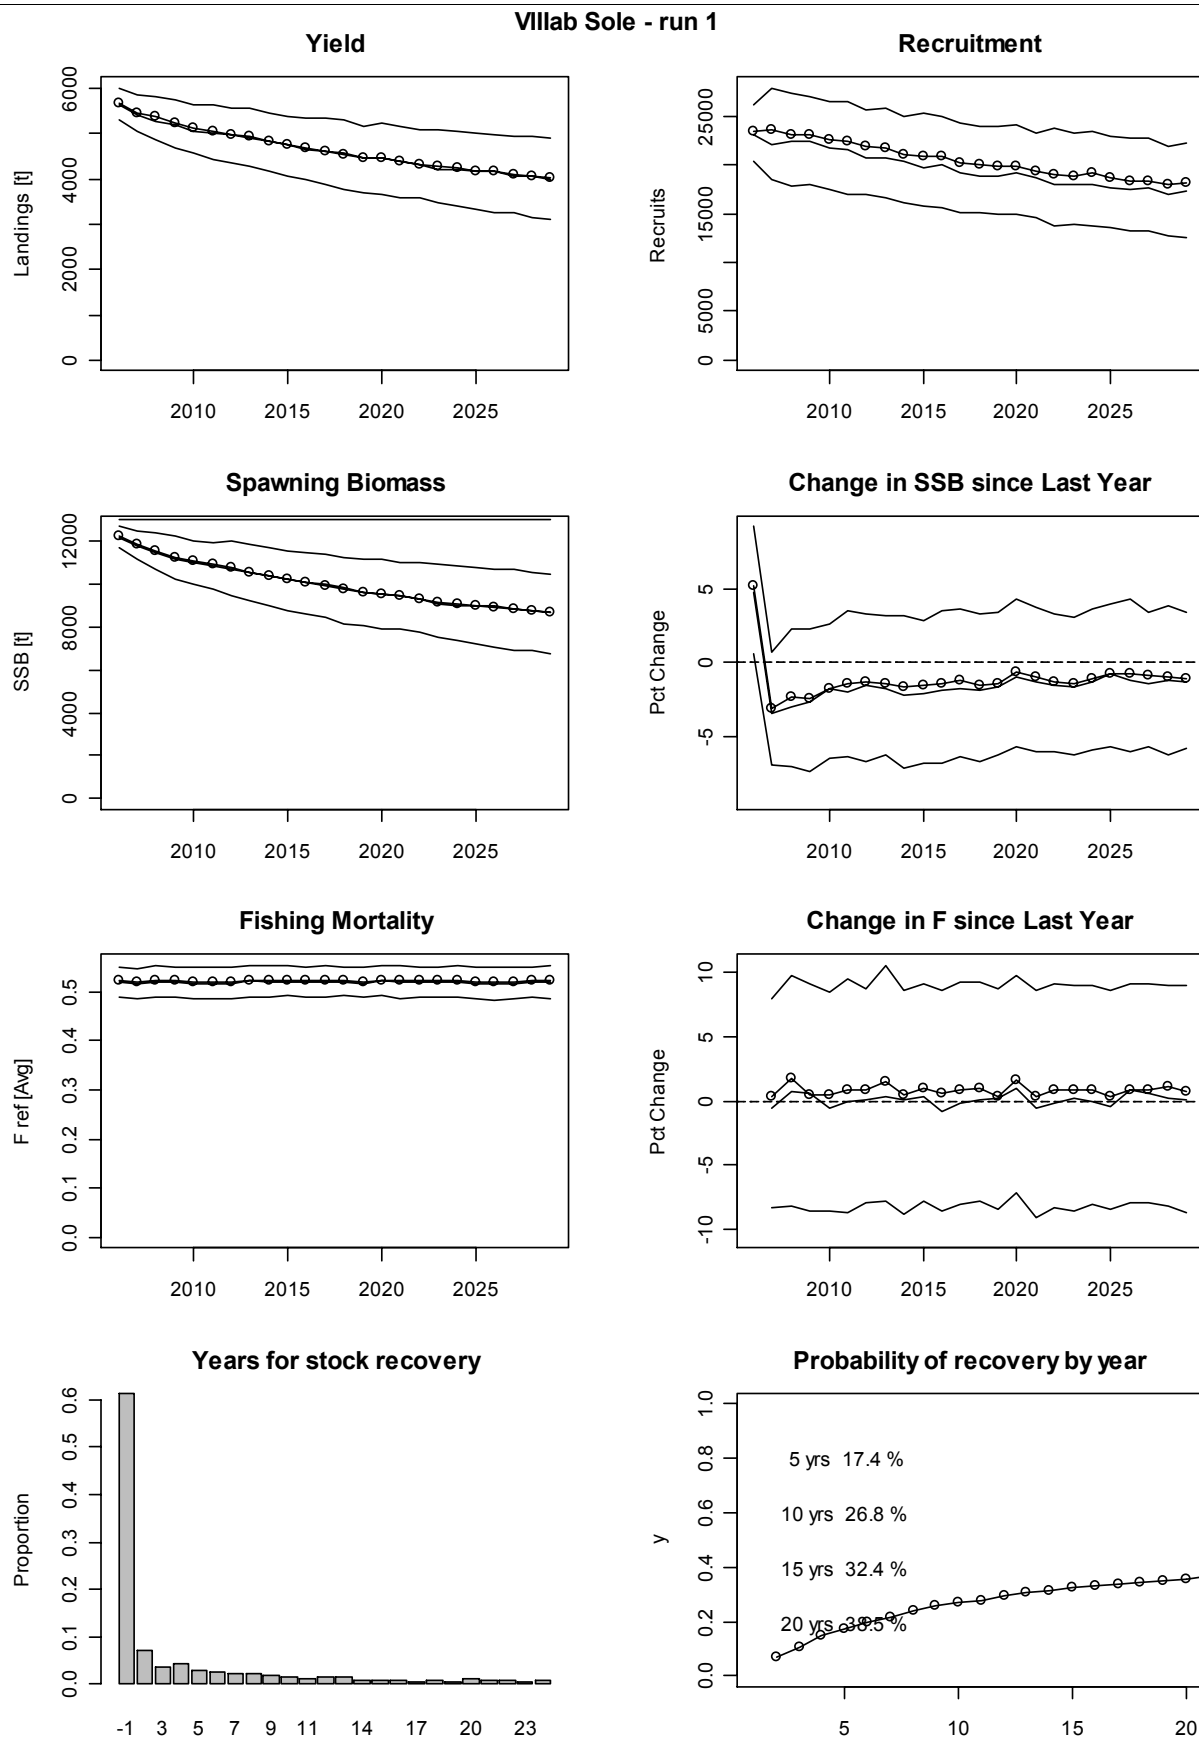 VIIIab Sole - run 1
Yield
Landings [t]
6000
4000
2000
0
2010 2015 2020 2025
Recruitment
Recruits
25000
15000
5000
0
2010 2015 2020 2025
Spawning Biomass
SSB [t]
12000
8000
4000
0
2010 2015 2020 2025
Change in SSB since Last Year
Pct Change
5
0
-5
2010 2015 2020 2025
Fishing Mortality
F ref [Avg]
0.5
0.4
0.3
0.2
0.1
0.0
2010 2015 2020 2025
Change in F since Last Year
Pct Change
10
5
0
-5
-10
2010 2015 2020 2025
Years for stock recovery
Proportion
0.6
0.5
0.4
0.3
0.2
0.1
0.0
-1 3 5 7 9 11 14 17 20 23
Probability of recovery by year
y
1.0
0.8
0.6
0.4
0.2
0.0
5 yrs 17.4 %
10 yrs 26.8 %
15 yrs 32.4 %
20 yrs 38.5 %
5 10 15 20